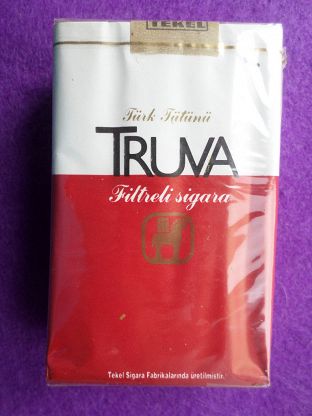 TEKEL
Türk Tütünü
TRUVA
Filtreli sigara
Tekel Sigara Fabrikalarında üretilmiştir.